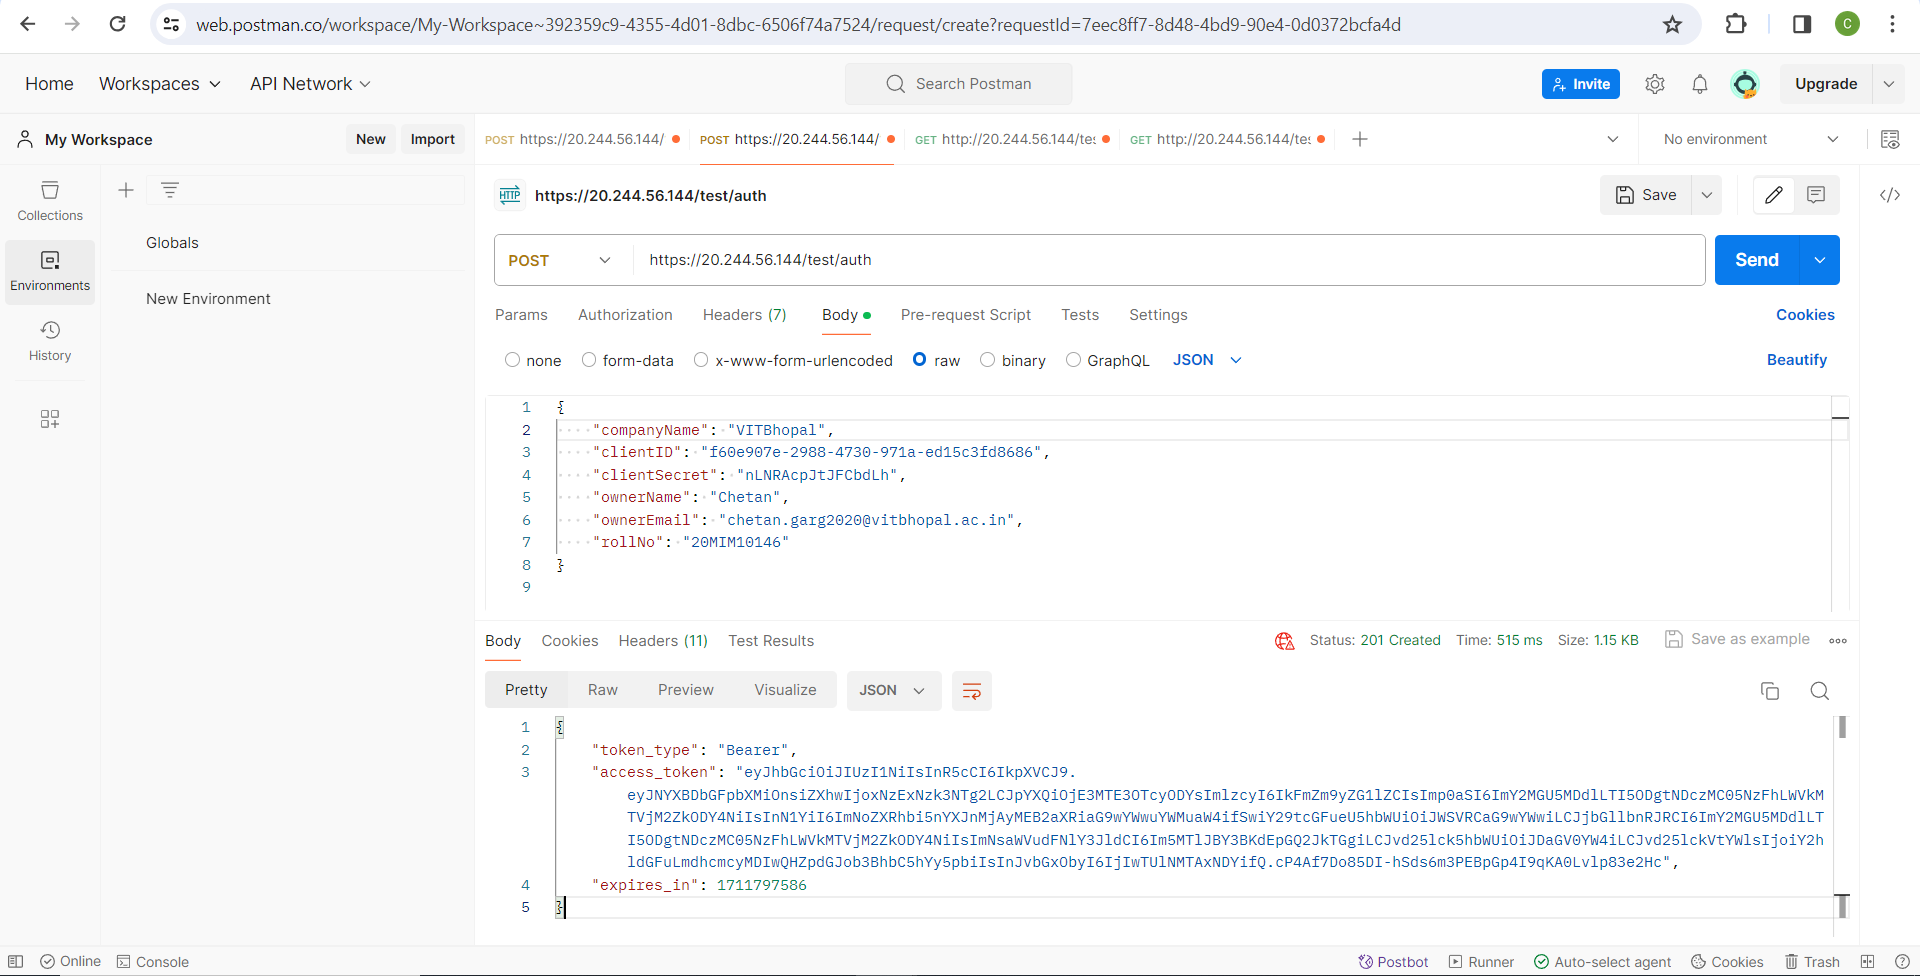 web.postman.co/workspace/My-Workspace~392359c9-4355-4d01-8dbc-6506f74a7524/request/create?requestId=7eec8ff7-8d48-4bd9-90e4-0d0372bcfa4d
C
Home Workspaces API Network Search Postman Invite Upgrade
My Workspace New Import
POST https://20.244.56.144/ POST https://20.244.56.144/ GET http://20.244.56.144/tes GET http://20.244.56.144/tes No environment
Collections
Environments
History
Globals
New Environment
HTTP https://20.244.56.144/test/auth Save
POST https://20.244.56.144/test/auth Send
Params Authorization Headers (7) Body Pre-request Script Tests Settings Cookies
none form-data x-www-form-urlencoded raw binary GraphQL JSON Beautify
1 {
2 "companyName": "VITBhopal",
3 "clientID": "f60e907e-2988-4730-971a-ed15c3fd8686",
4 "clientSecret": "nLNRAcpJtJFCbdLh",
5 "ownerName": "Chetan",
6 "ownerEmail": "chetan.garg2020@vitbhopal.ac.in",
7 "rollNo": "20MIM10146"
8 }
9
Body Cookies Headers (11) Test Results Status: 201 Created Time: 515 ms Size: 1.15 KB Save as example
Pretty Raw Preview Visualize JSON
1 {
2 "token_type": "Bearer",
3 "access_token": "eyJhbGciOiJIUzI1NiIsInR5cCI6IkpXVCJ9.
eyJNYXBDbGFpbXMiOnsiZXhwIjoxNzExNzk3NTg2LCJpYXQiOjE3MTE3OTcyODYsImlzcyI6IkFmZm9yZG1lZCIsImp0aSI6ImY2MGU5MDdlLTI5ODgtNDczMC05NzFhLWVkM
TVjM2ZkODY4NiIsInN1YiI6ImNoZXRhbi5nYXJnMjAyMEB2aXRiaG9wYWwuYWMuaW4ifSwiY29tcGFueU5hbWUiOiJWSVRCaG9wYWwiLCJjbGllbnRJRCI6ImY2MGU5MDdlLT
I5ODgtNDczMC05NzFhLWVkMTVjM2ZkODY4NiIsImNsaWVudFNlY3JldCI6Im5MTlJBY3BKdEpGQ2JkTGgiLCJvd25lck5hbWUiOiJDaGV0YW4iLCJvd25lckVtYWlsIjoiY2h
ldGFuLmdhcmcyMDIwQHZpdGJob3BhbC5hYy5pbiIsInJvbGxObyI6IjIwTUlNMTAxNDYifQ.cP4Af7Do85DI-hSds6m3PEBpGp4I9qKA0Lvlp83e2Hc",
4 "expires_in": 1711797586
5 }
Online Console Postbot Runner Auto-select agent Cookies Trash